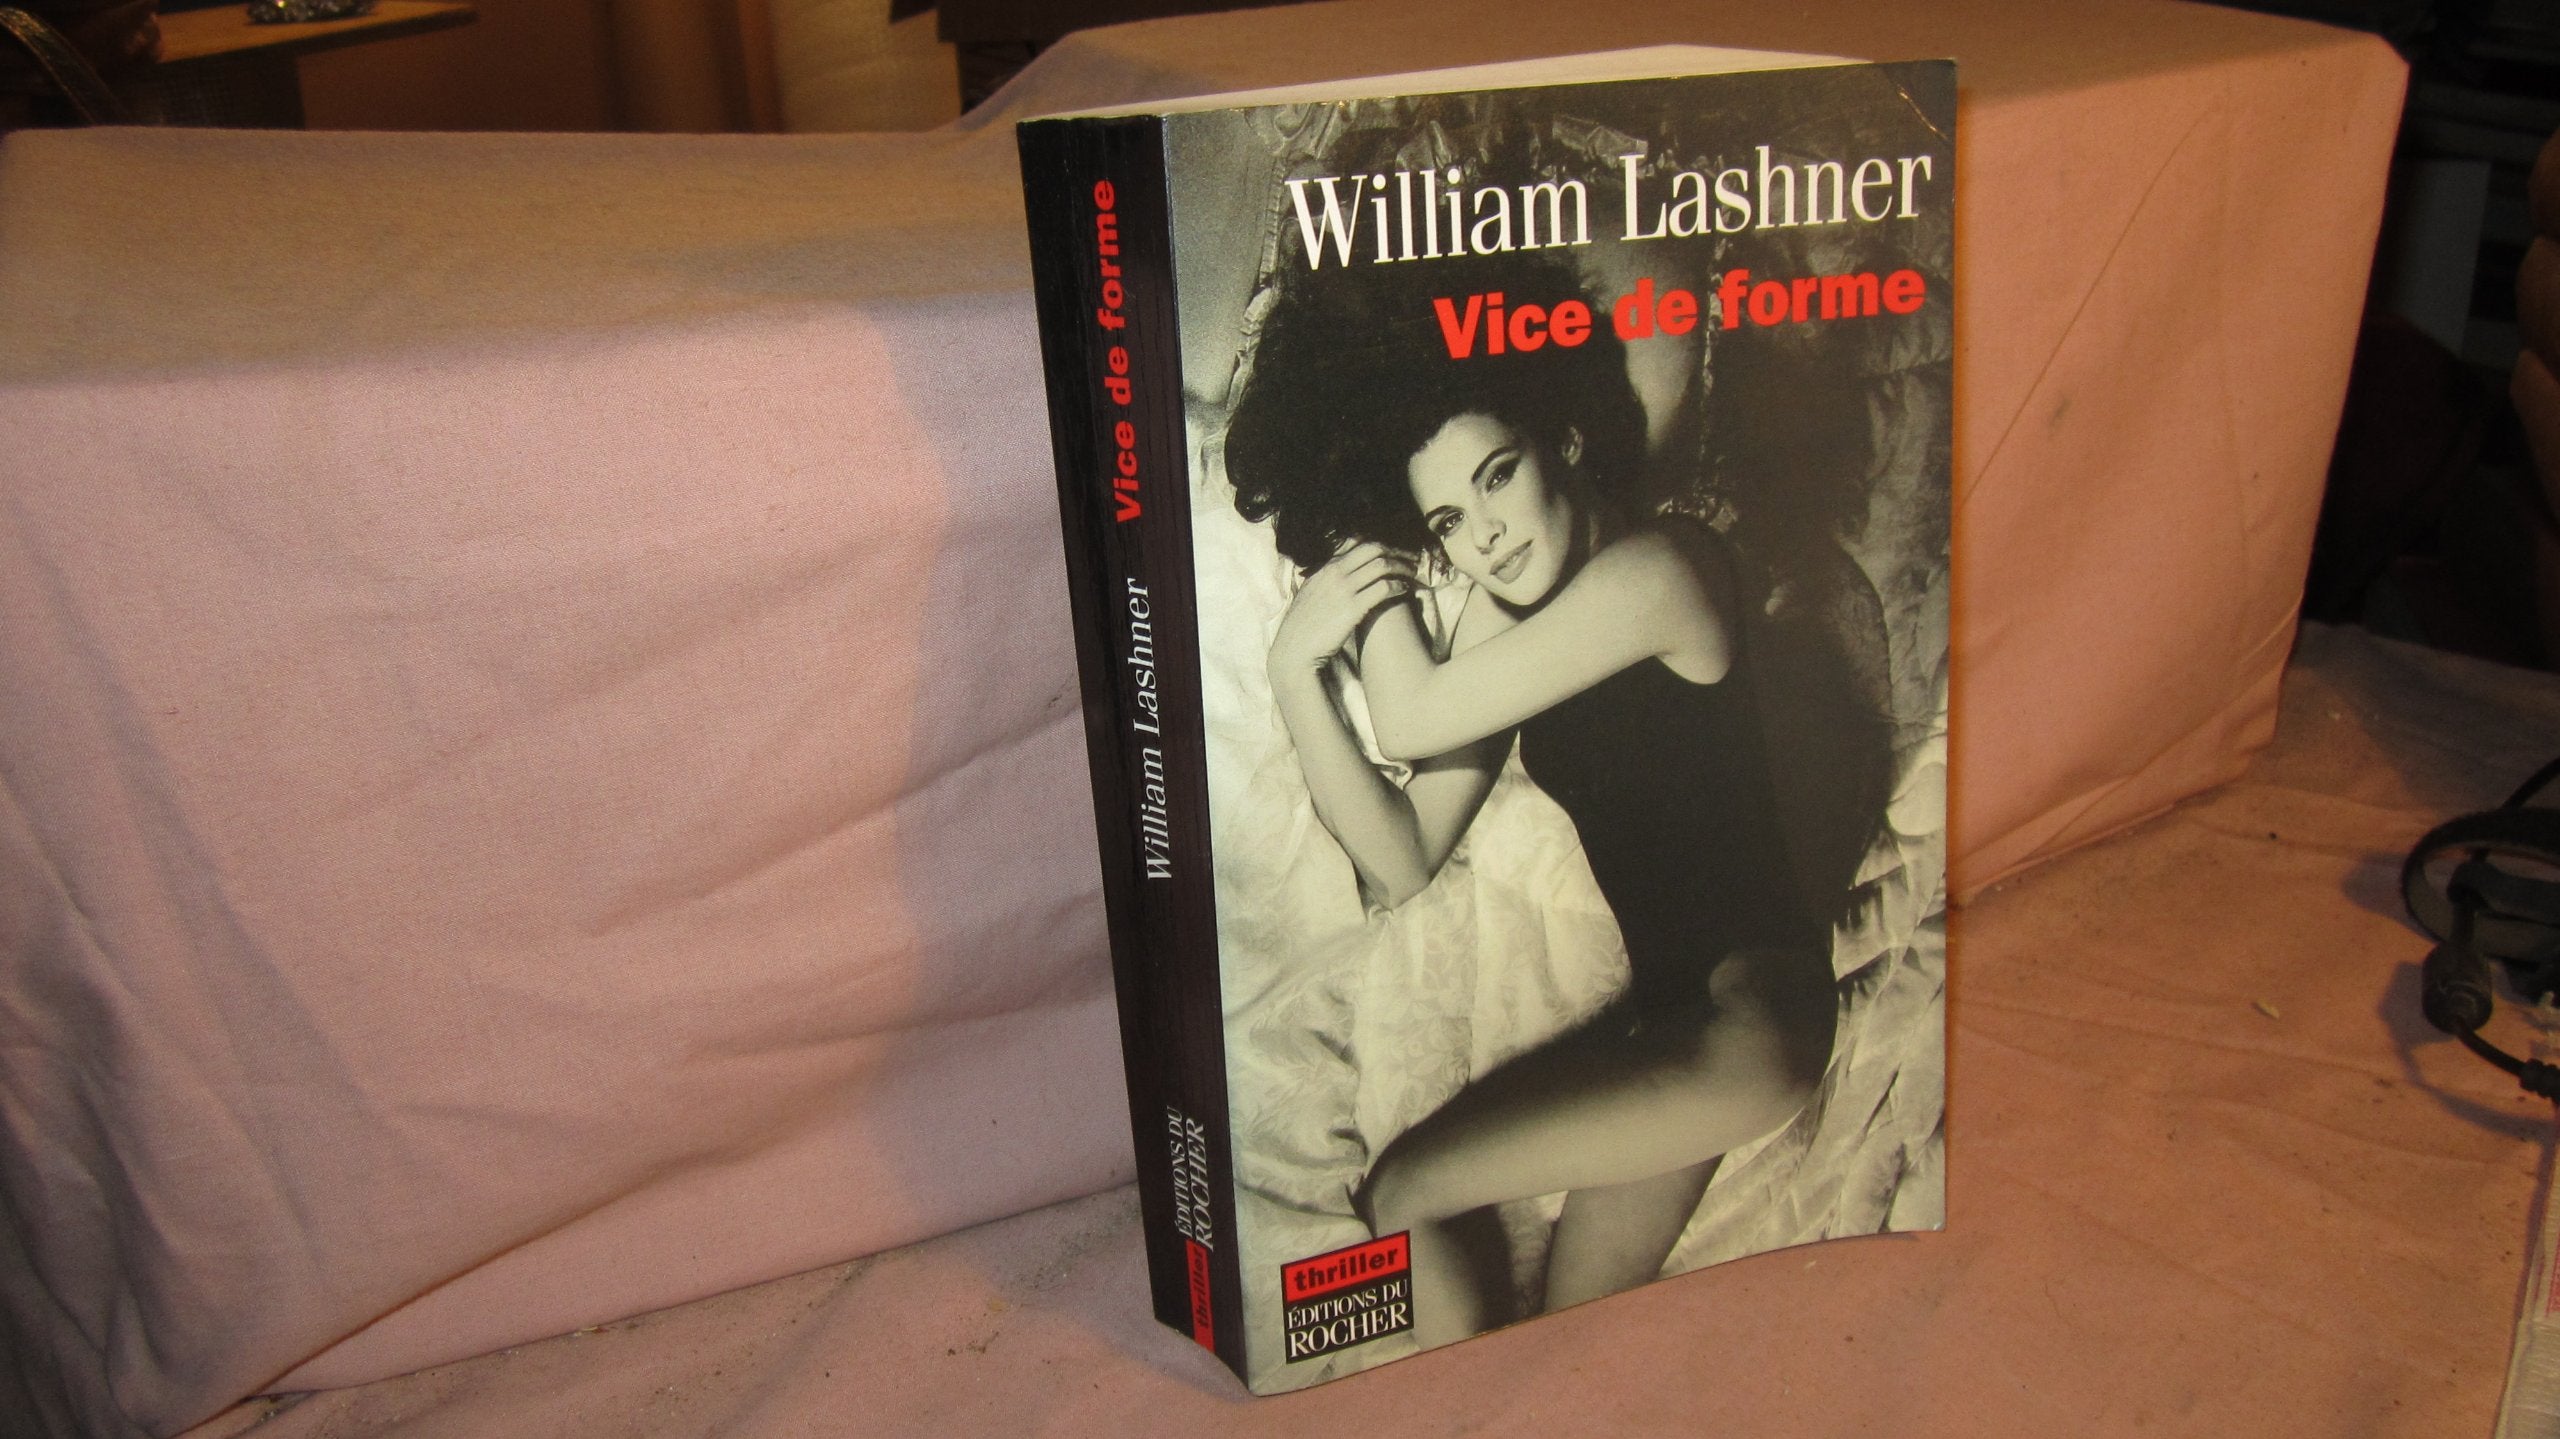 William Lashner
Vice de forme
thriller
ÉDITIONS DU
ROCHER
Vice de forme
William Lashner
ÉDITIONS DU
ROCHER
thriller